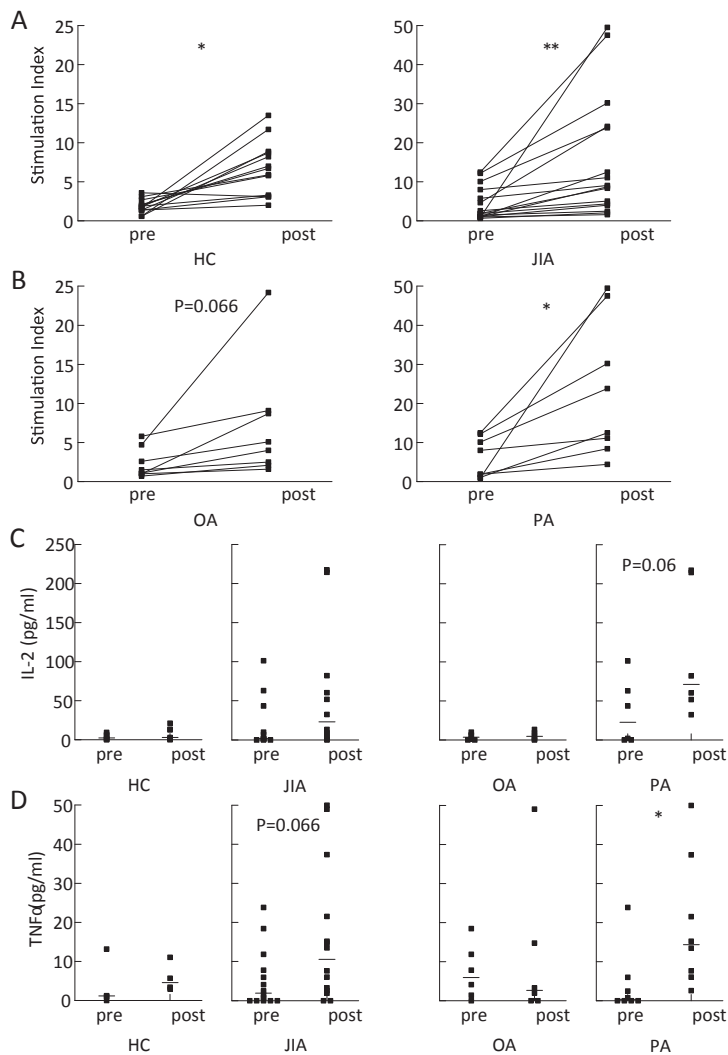 A
25
20
15
10
5
0
Stimulation Index
*
pre
post
HC
50
40
30
20
10
0
**
pre
post
JIA
B
25
20
15
10
5
0
Stimulation Index
P=0.066
pre
post
OA
50
40
30
20
10
0
*
pre
post
PA
C
250
200
150
100
50
0
IL-2 (pg/ml)
pre
post
HC
pre
post
JIA
pre
post
OA
P=0.06
pre
post
PA
D
50
40
30
20
10
0
TNFα(pg/ml)
pre
post
HC
P=0.066
pre
post
JIA
pre
post
OA
*
pre
post
PA